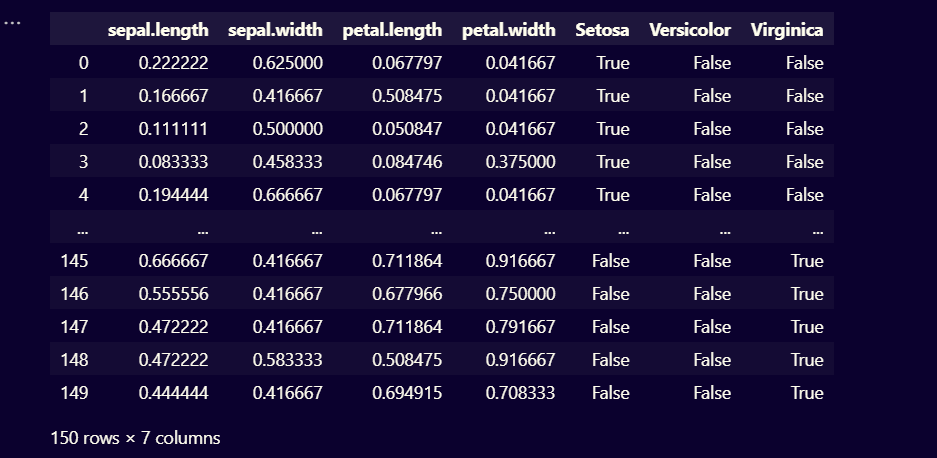 ...
sepal.length sepal.width petal.length petal.width Setosa Versicolor Virginica
0 0.222222 0.625000 0.067797 0.041667 True False False
1 0.166667 0.416667 0.508475 0.041667 True False False
2 0.111111 0.500000 0.050847 0.041667 True False False
3 0.083333 0.458333 0.084746 0.375000 True False False
4 0.194444 0.666667 0.067797 0.041667 True False False
... ... ... ... ... ... ... ...
145 0.666667 0.416667 0.711864 0.916667 False False True
146 0.555556 0.416667 0.677966 0.750000 False False True
147 0.472222 0.416667 0.711864 0.791667 False False True
148 0.472222 0.583333 0.508475 0.916667 False False True
149 0.444444 0.416667 0.694915 0.708333 False False True
150 rows × 7 columns